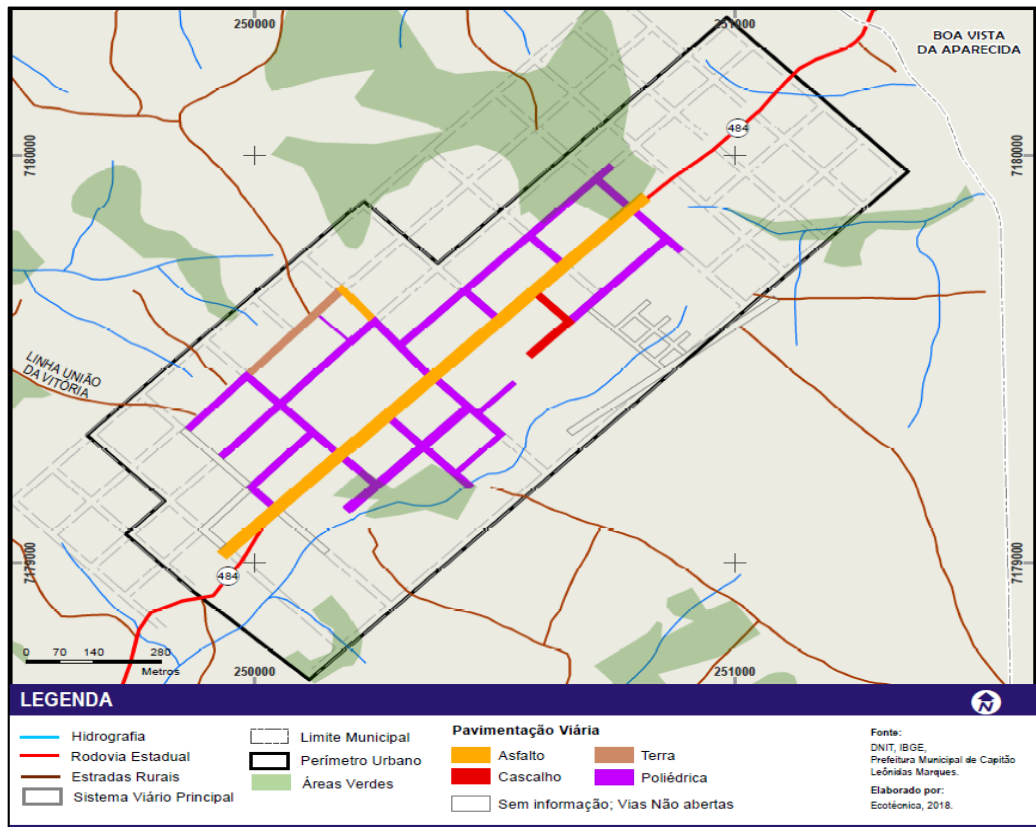 250000
251000
BOA VISTA
DA APARECIDA
484
7180000
7180000
LINHA UNIÃO
DA VITÓRIA
7179000
7179000
484
0 70 140 280
Metros
250000
251000
LEGENDA
N
Hidrografia
Rodovia Estadual
Estradas Rurais
Sistema Viário Principal
Limite Municipal
Perímetro Urbano
Áreas Verdes
Pavimentação Viária
Asfalto
Cascalho
Terra
Poliédrica
Sem informação; Vias Não abertas
Fonte:
DNIT, IBGE,
Prefeitura Municipal de Capitão
Leônidas Marques.
Elaborado por:
Ecotécnica, 2018.